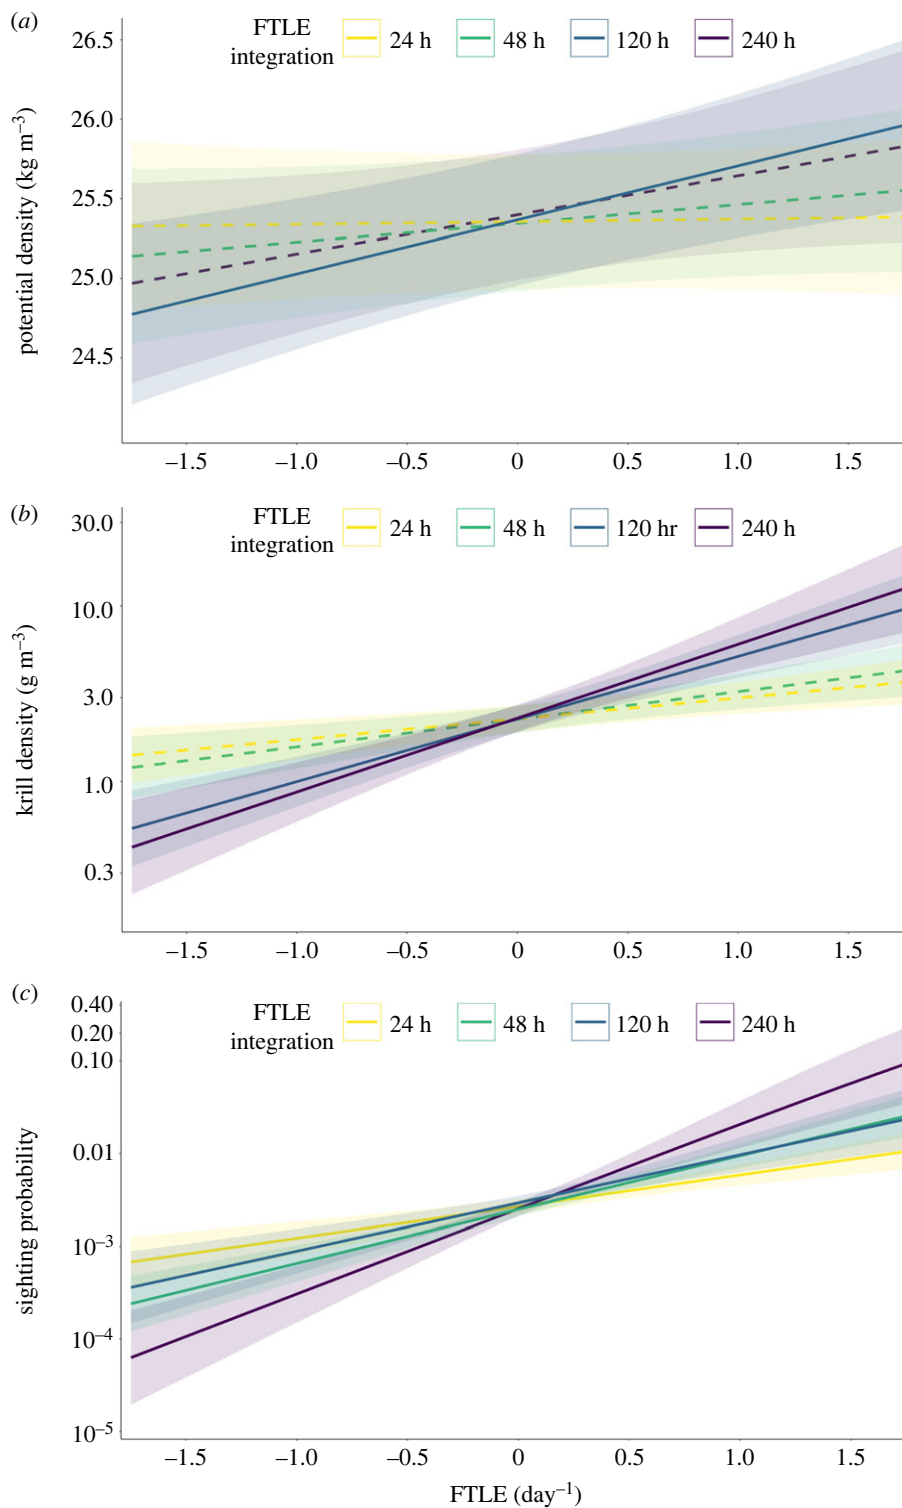 (a)
FTLE
integration
24 h
48 h
120 h
240 h
potential density (kg m⁻³)
26.5
26.0
25.5
25.0
24.5
−1.5
−1.0
−0.5
0
0.5
1.0
1.5
(b)
FTLE
integration
24 h
48 h
120 hr
240 h
krill density (g m⁻³)
30.0
10.0
3.0
1.0
0.3
−1.5
−1.0
−0.5
0
0.5
1.0
1.5
(c)
FTLE
integration
24 h
48 h
120 h
240 h
sighting probability
0.40
0.20
0.10
0.01
10⁻³
10⁻⁴
10⁻⁵
−1.5
−1.0
−0.5
0
0.5
1.0
1.5
FTLE (day⁻¹)